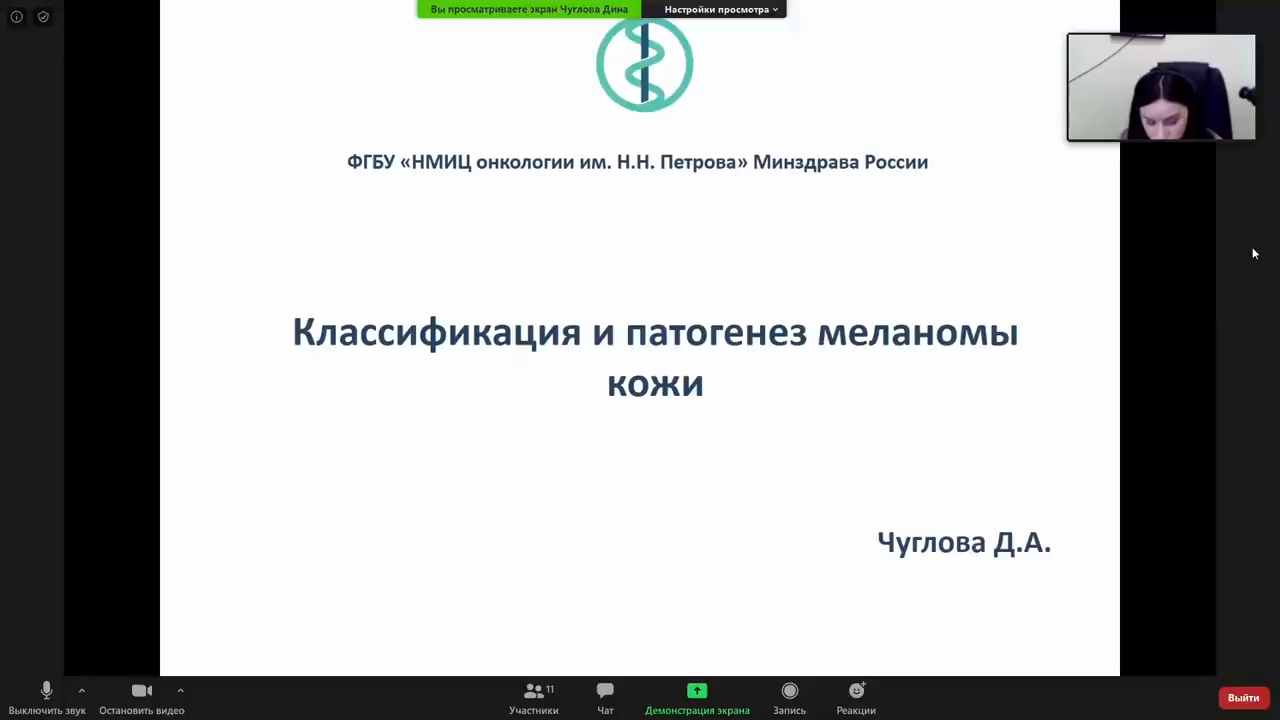 Вы просматриваете экран Чуглова Дина
Настройки просмотра
ФГБУ «НМИЦ онкологии им. Н.Н. Петрова» Минздрава России
Классификация и патогенез меланомы
кожи
Чуглова Д.А.
11
Выключить звук
Остановить видео
Участники
Чат
Демонстрация экрана
Запись
Реакции
Выйти